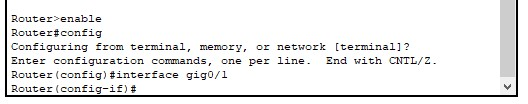 Router>enable
Router#config
Configuring from terminal, memory, or network [terminal]?
Enter configuration commands, one per line.  End with CNTL/Z.
Router(config)#interface gig0/1
Router(config-if)#